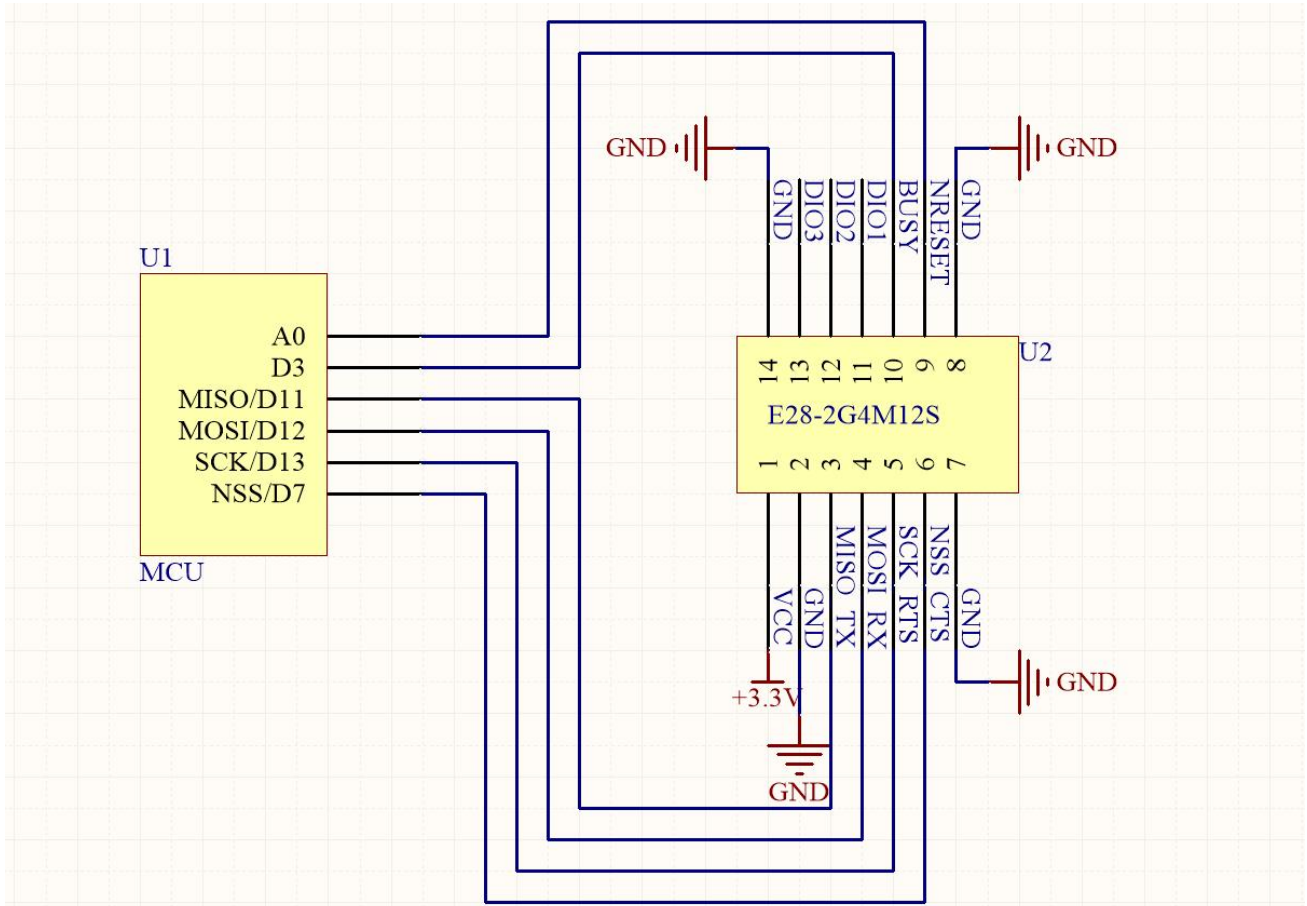 GND
GND
GND
DIO3
DIO2
DIO1
BUSY
NRESET
GND
U1
A0
D3
MISO/D11
MOSI/D12
SCK/D13
NSS/D7
MCU
U2
14
13
12
11
10
9
8
E28-2G4M12S
1
2
3
4
5
6
7
VCC
GND
MISO TX
MOSI RX
SCK RTS
NSS CTS
GND
+3.3V
GND
GND